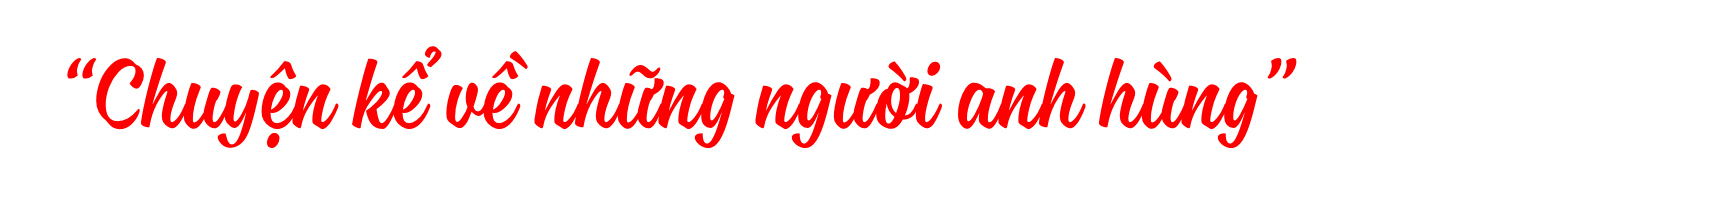 “Chuyện kể về những người anh hùng”